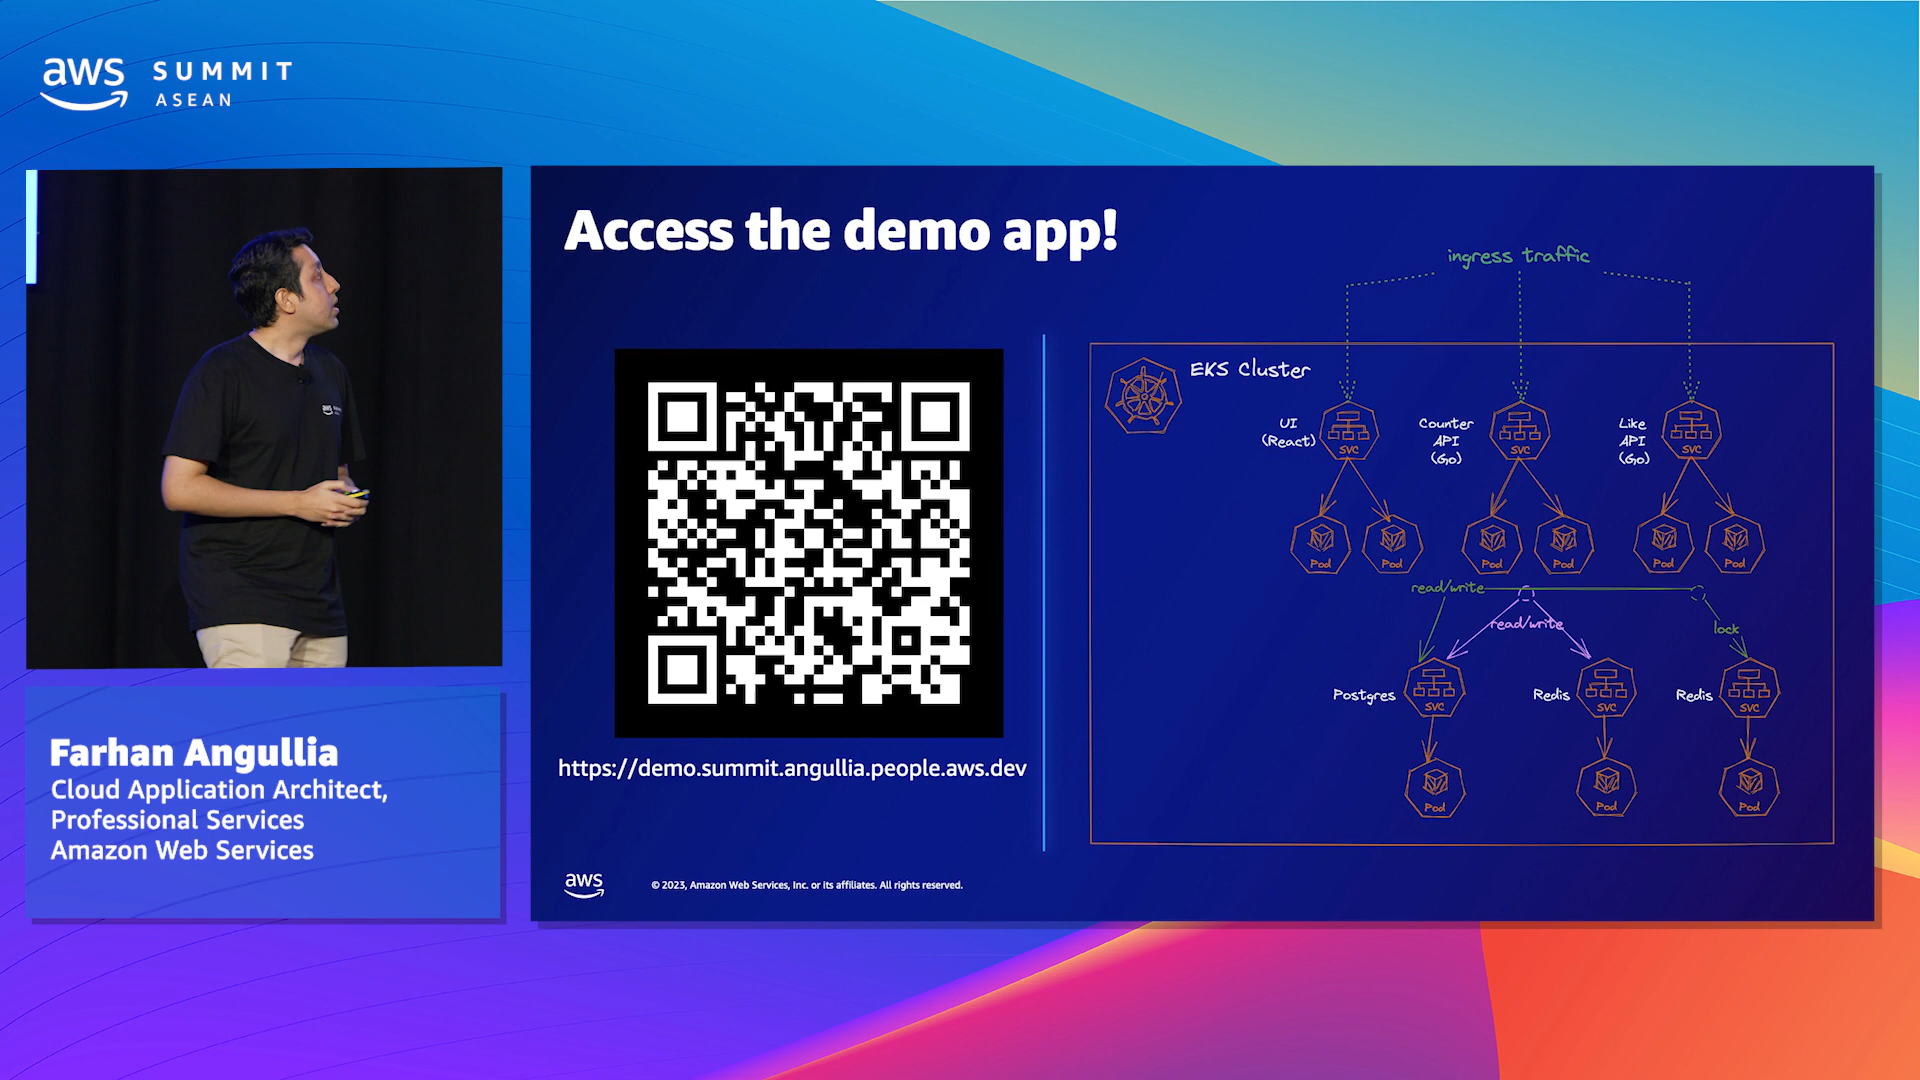 aws SUMMIT
ASEAN
Access the demo app!
ingress traffic
EKS Cluster
UI
(React)
SVC
Counter
API
(Go)
SVC
Like
API
(Go)
SVC
Pod
Pod
Pod
Pod
Pod
Pod
read/write
read/write
lock
Postgres
SVC
Redis
SVC
Redis
SVC
Pod
Pod
Pod
https://demo.summit.angullia.people.aws.dev
aws
© 2023, Amazon Web Services, Inc. or its affiliates. All rights reserved.
aws
Farhan Angullia
Cloud Application Architect,
Professional Services
Amazon Web Services